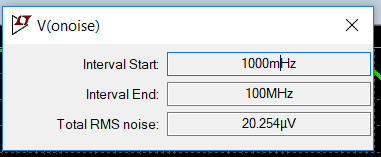 V(onoise)
Interval Start: 1000mHz
Interval End: 100MHz
Total RMS noise: 20.254µV